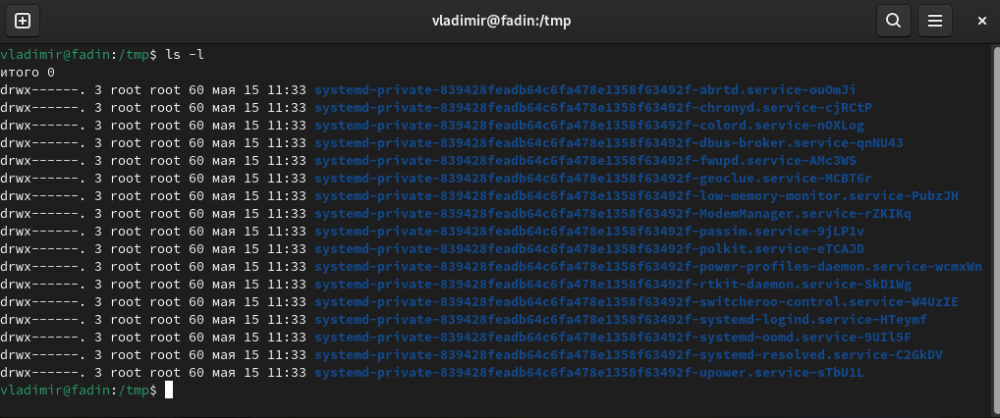 vladimir@fadin:/tmp
vladimir@fadin:/tmp$ ls -l
итого 0
drwx------. 3 root root 60 мая 15 11:33 systemd-private-839428feadb64c6fa478e1358f63492f-abrtd.service-ouOmJi
drwx------. 3 root root 60 мая 15 11:33 systemd-private-839428feadb64c6fa478e1358f63492f-chronyd.service-cjRCtP
drwx------. 3 root root 60 мая 15 11:33 systemd-private-839428feadb64c6fa478e1358f63492f-colord.service-nOXLog
drwx------. 3 root root 60 мая 15 11:33 systemd-private-839428feadb64c6fa478e1358f63492f-dbus-broker.service-qnNU43
drwx------. 3 root root 60 мая 15 11:33 systemd-private-839428feadb64c6fa478e1358f63492f-fwupd.service-AMc3WS
drwx------. 3 root root 60 мая 15 11:33 systemd-private-839428feadb64c6fa478e1358f63492f-geoclue.service-MCBT6r
drwx------. 3 root root 60 мая 15 11:33 systemd-private-839428feadb64c6fa478e1358f63492f-low-memory-monitor.service-PubzJH
drwx------. 3 root root 60 мая 15 11:33 systemd-private-839428feadb64c6fa478e1358f63492f-ModemManager.service-rZKIKq
drwx------. 3 root root 60 мая 15 11:33 systemd-private-839428feadb64c6fa478e1358f63492f-passim.service-9jLP1v
drwx------. 3 root root 60 мая 15 11:33 systemd-private-839428feadb64c6fa478e1358f63492f-polkit.service-eTCAJD
drwx------. 3 root root 60 мая 15 11:33 systemd-private-839428feadb64c6fa478e1358f63492f-power-profiles-daemon.service-wcmxWn
drwx------. 3 root root 60 мая 15 11:33 systemd-private-839428feadb64c6fa478e1358f63492f-rtkit-daemon.service-SkD1Wg
drwx------. 3 root root 60 мая 15 11:33 systemd-private-839428feadb64c6fa478e1358f63492f-switcheroo-control.service-W4UzIE
drwx------. 3 root root 60 мая 15 11:33 systemd-private-839428feadb64c6fa478e1358f63492f-systemd-logind.service-HTeymf
drwx------. 3 root root 60 мая 15 11:33 systemd-private-839428feadb64c6fa478e1358f63492f-systemd-oomd.service-9UIl5F
drwx------. 3 root root 60 мая 15 11:33 systemd-private-839428feadb64c6fa478e1358f63492f-systemd-resolved.service-C2GkDV
drwx------. 3 root root 60 мая 15 11:33 systemd-private-839428feadb64c6fa478e1358f63492f-upower.service-sTbU1L
vladimir@fadin:/tmp$